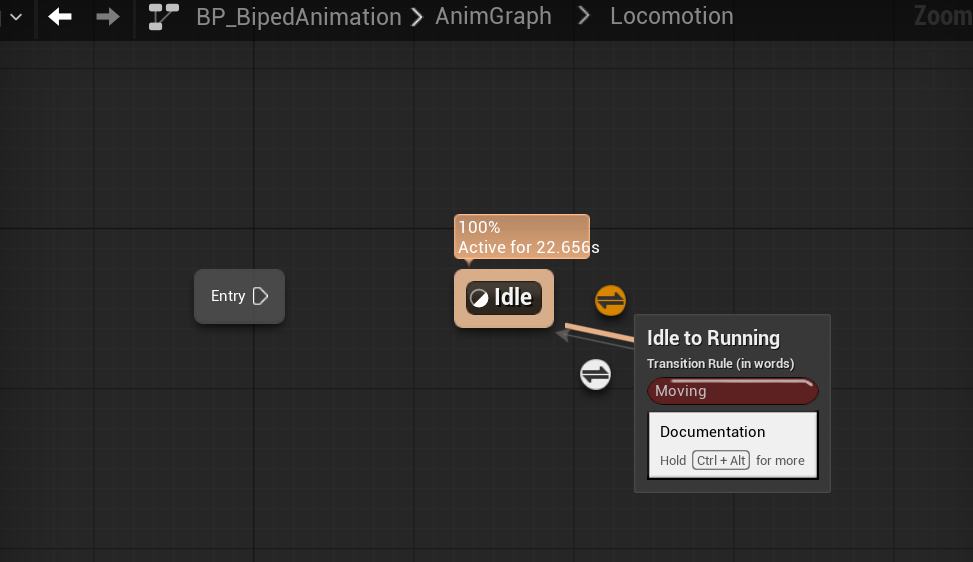 BP_BipedAnimation > AnimGraph > Locomotion
Zoom
100%
Active for 22.656s
Entry
Idle
Idle to Running
Transition Rule (in words)
Moving
Documentation
Hold Ctrl + Alt for more